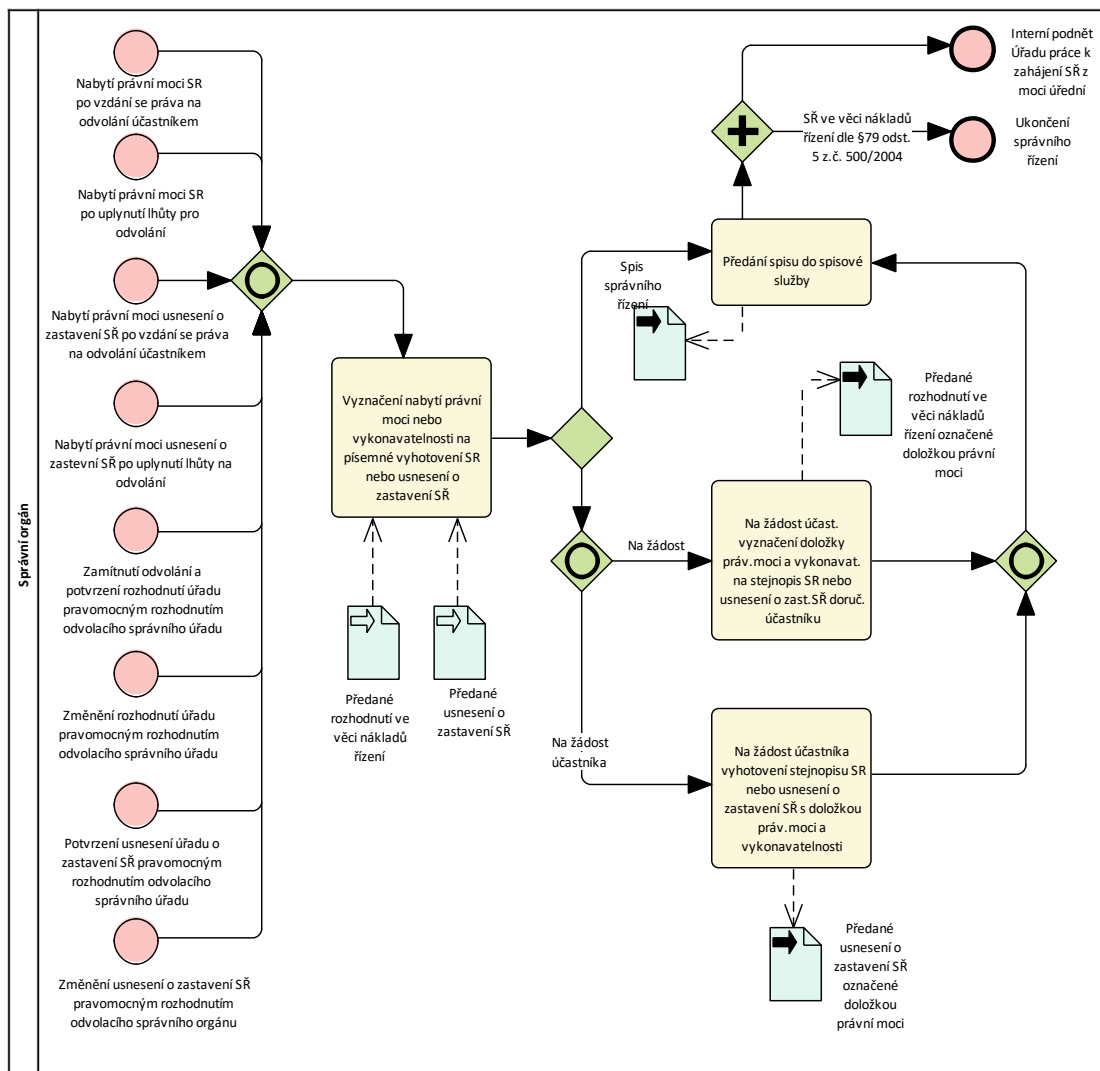 Správní orgán
Nabytí právní moci SR
po vzdání se práva na
odvolání účastníkem
Nabytí právní moci SR
po uplynutí lhůty pro
odvolání
Nabytí právní moci usnesení o
zastavení SŘ po vzdání se práva
na odvolání účastníkem
Nabytí právní moci usnesení o
zastevní SŘ po uplynutí lhůty na
odvolání
Zamítnutí odvolání a
potvrzení rozhodnutí úřadu
pravomocným rozhodnutím
odvolacího správního úřadu
Změnění rozhodnutí úřadu
pravomocným rozhodnutím
odvolacího správního úřadu
Potvrzení usnesení úřadu o
zastavení SŘ pravomocným
rozhodnutím odvolacího
správního úřadu
Změnění usnesení o zastavení SŘ
pravomocným rozhodnutím
odvolacího správního orgánu
Vyznačení nabytí právní
moci nebo
vykonavatelnosti na
písemné vyhotovení SR
nebo usnesení o
zastavení SŘ
Předané
rozhodnutí ve
věci nákladů
řízení
Předané
usnesení o
zastavení SŘ
Interní podnět
Úřadu práce k
zahájení SŘ z
moci úřední
SŘ ve věci nákladů
řízení dle §79 odst.
5 z.č. 500/2004
Ukončení
správního
řízení
Předání spisu do spisové
služby
Spis
správního
řízení
Předané
rozhodnutí ve
věci nákladů
řízení označené
doložkou právní
moci
Na žádost
Na žádost účast.
vyznačení doložky
práv.moci a vykonavat.
na stejnopis SR nebo
usnesení o zast.SŘ doruč.
účastníku
Na žádost
účastníka
Na žádost účastníka
vyhotovení stejnopisu SR
nebo usnesení o
zastavení SŘ s doložkou
práv.moci a
vykonavatelnosti
Předané
usnesení o
zastavení SŘ
označené
doložkou
právní moci